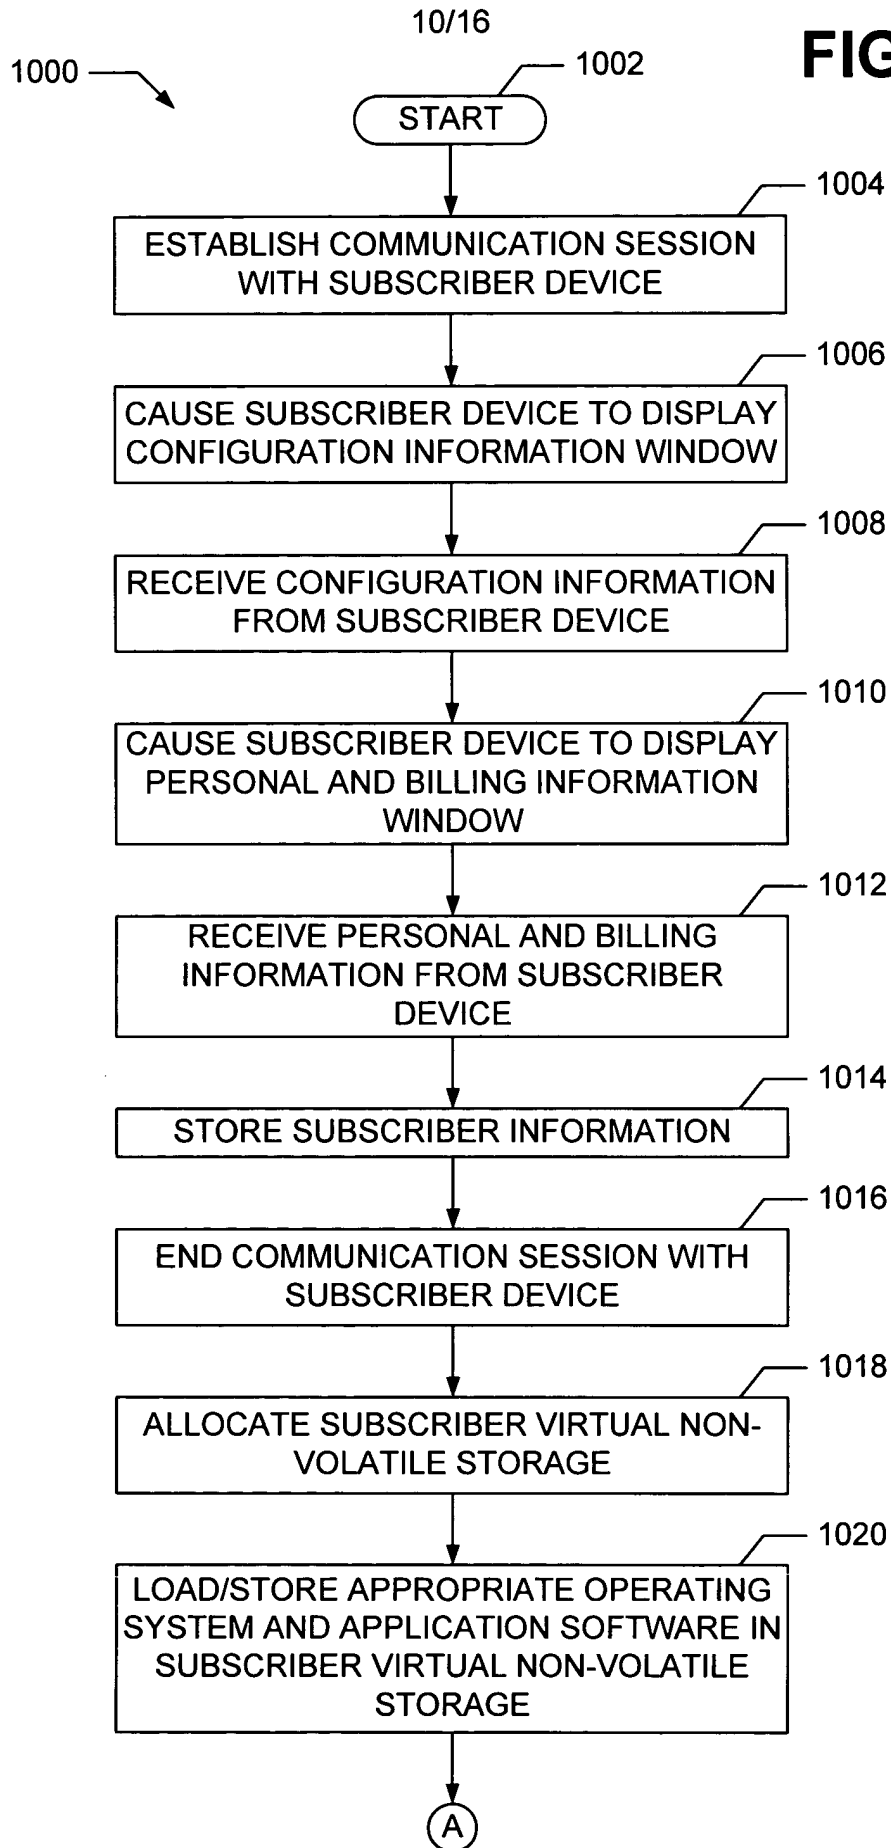 10/16
FIG
1000
1002
START
1004
ESTABLISH COMMUNICATION SESSION
WITH SUBSCRIBER DEVICE
1006
CAUSE SUBSCRIBER DEVICE TO DISPLAY
CONFIGURATION INFORMATION WINDOW
1008
RECEIVE CONFIGURATION INFORMATION
FROM SUBSCRIBER DEVICE
1010
CAUSE SUBSCRIBER DEVICE TO DISPLAY
PERSONAL AND BILLING INFORMATION
WINDOW
1012
RECEIVE PERSONAL AND BILLING
INFORMATION FROM SUBSCRIBER
DEVICE
1014
STORE SUBSCRIBER INFORMATION
1016
END COMMUNICATION SESSION WITH
SUBSCRIBER DEVICE
1018
ALLOCATE SUBSCRIBER VIRTUAL NON-
VOLATILE STORAGE
1020
LOAD/STORE APPROPRIATE OPERATING
SYSTEM AND APPLICATION SOFTWARE IN
SUBSCRIBER VIRTUAL NON-VOLATILE
STORAGE
A